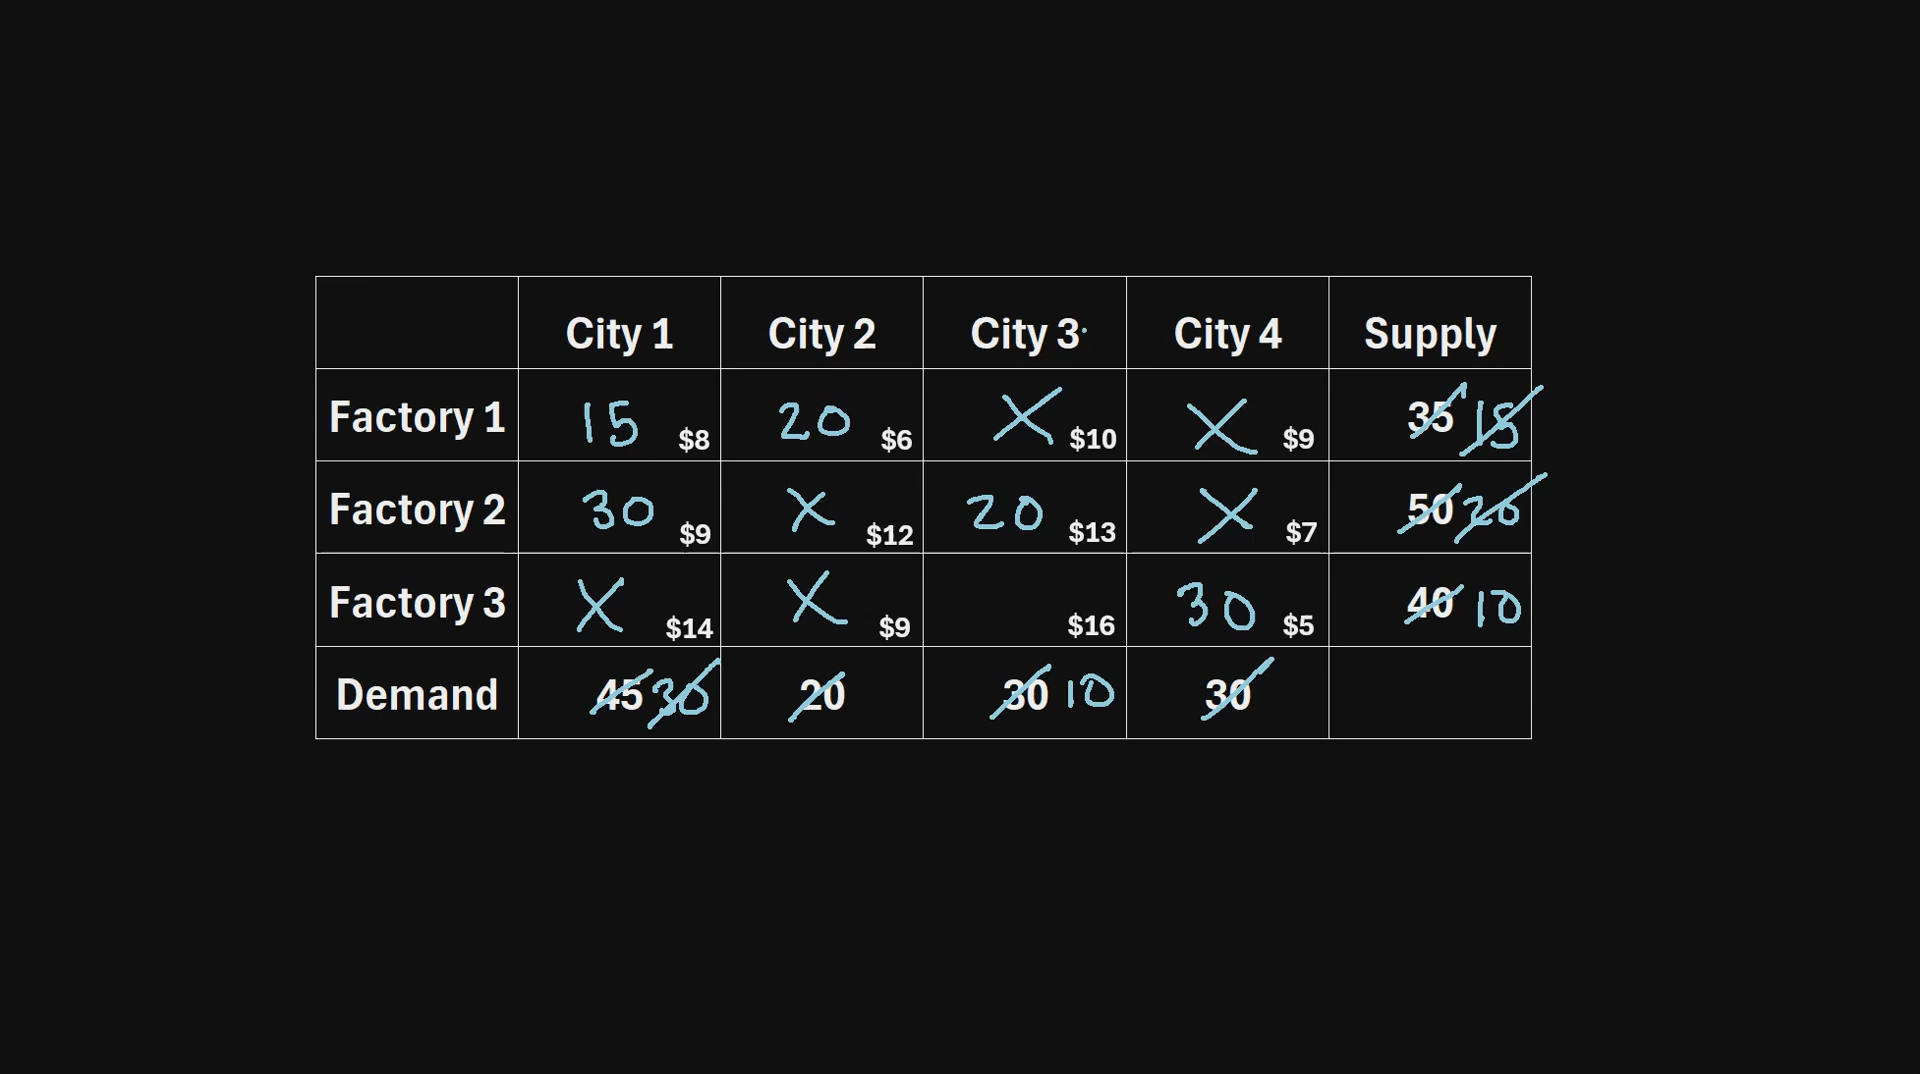 City 1 City 2 City 3 City 4 Supply
Factory 1 15 $8 20 $6 X $10 X $9 35 15
Factory 2 30 $9 X $12 20 $13 X $7 50 20
Factory 3 X $14 X $9 $16 30 $5 40 10
Demand 45 30 20 30 10 30